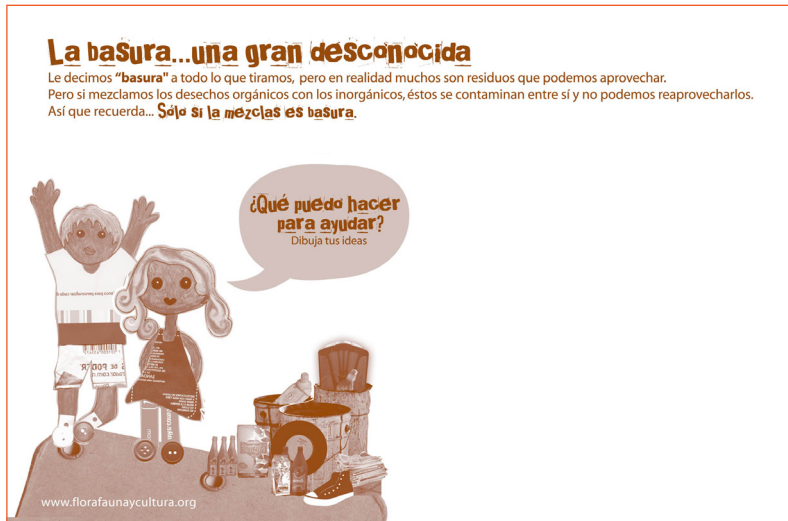 La basura...una gran desconocida
Le decimos “basura" a todo lo que tiramos, pero en realidad muchos son residuos que podemos aprovechar.
Pero si mezclamos los desechos orgánicos con los inorgánicos, éstos se contaminan entre sí y no podemos reaprovecharlos.
Así que recuerda... Sólo si la mezclas es basura.
¿Qué puedo hacer
para ayudar?
Dibuja tus ideas
www.florafaunaycultura.org